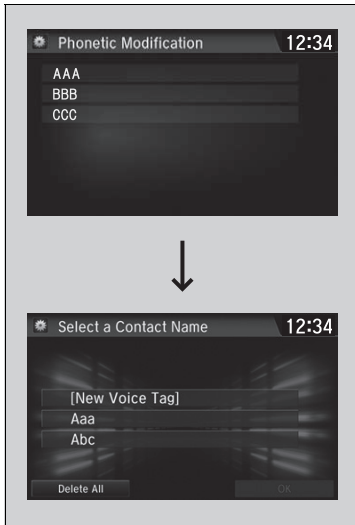 Phonetic Modification 12:34
AAA
BBB
CCC
Select a Contact Name 12:34
[New Voice Tag]
Aaa
Abc
Delete All OK